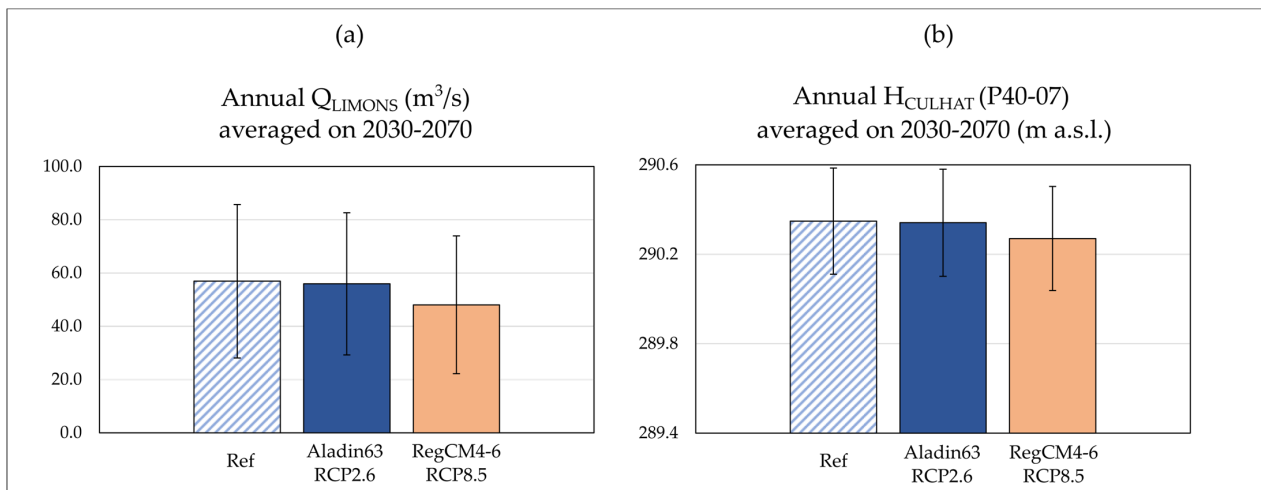 (a)
Annual Q_LIMONS (m³/s)
averaged on 2030-2070
100.0
80.0
60.0
40.0
20.0
0.0
Ref
Aladin63
RCP2.6
RegCM4-6
RCP8.5
(b)
Annual H_CULHAT (P40-07)
averaged on 2030-2070 (m a.s.l.)
290.6
290.2
289.8
289.4
Ref
Aladin63
RCP2.6
RegCM4-6
RCP8.5